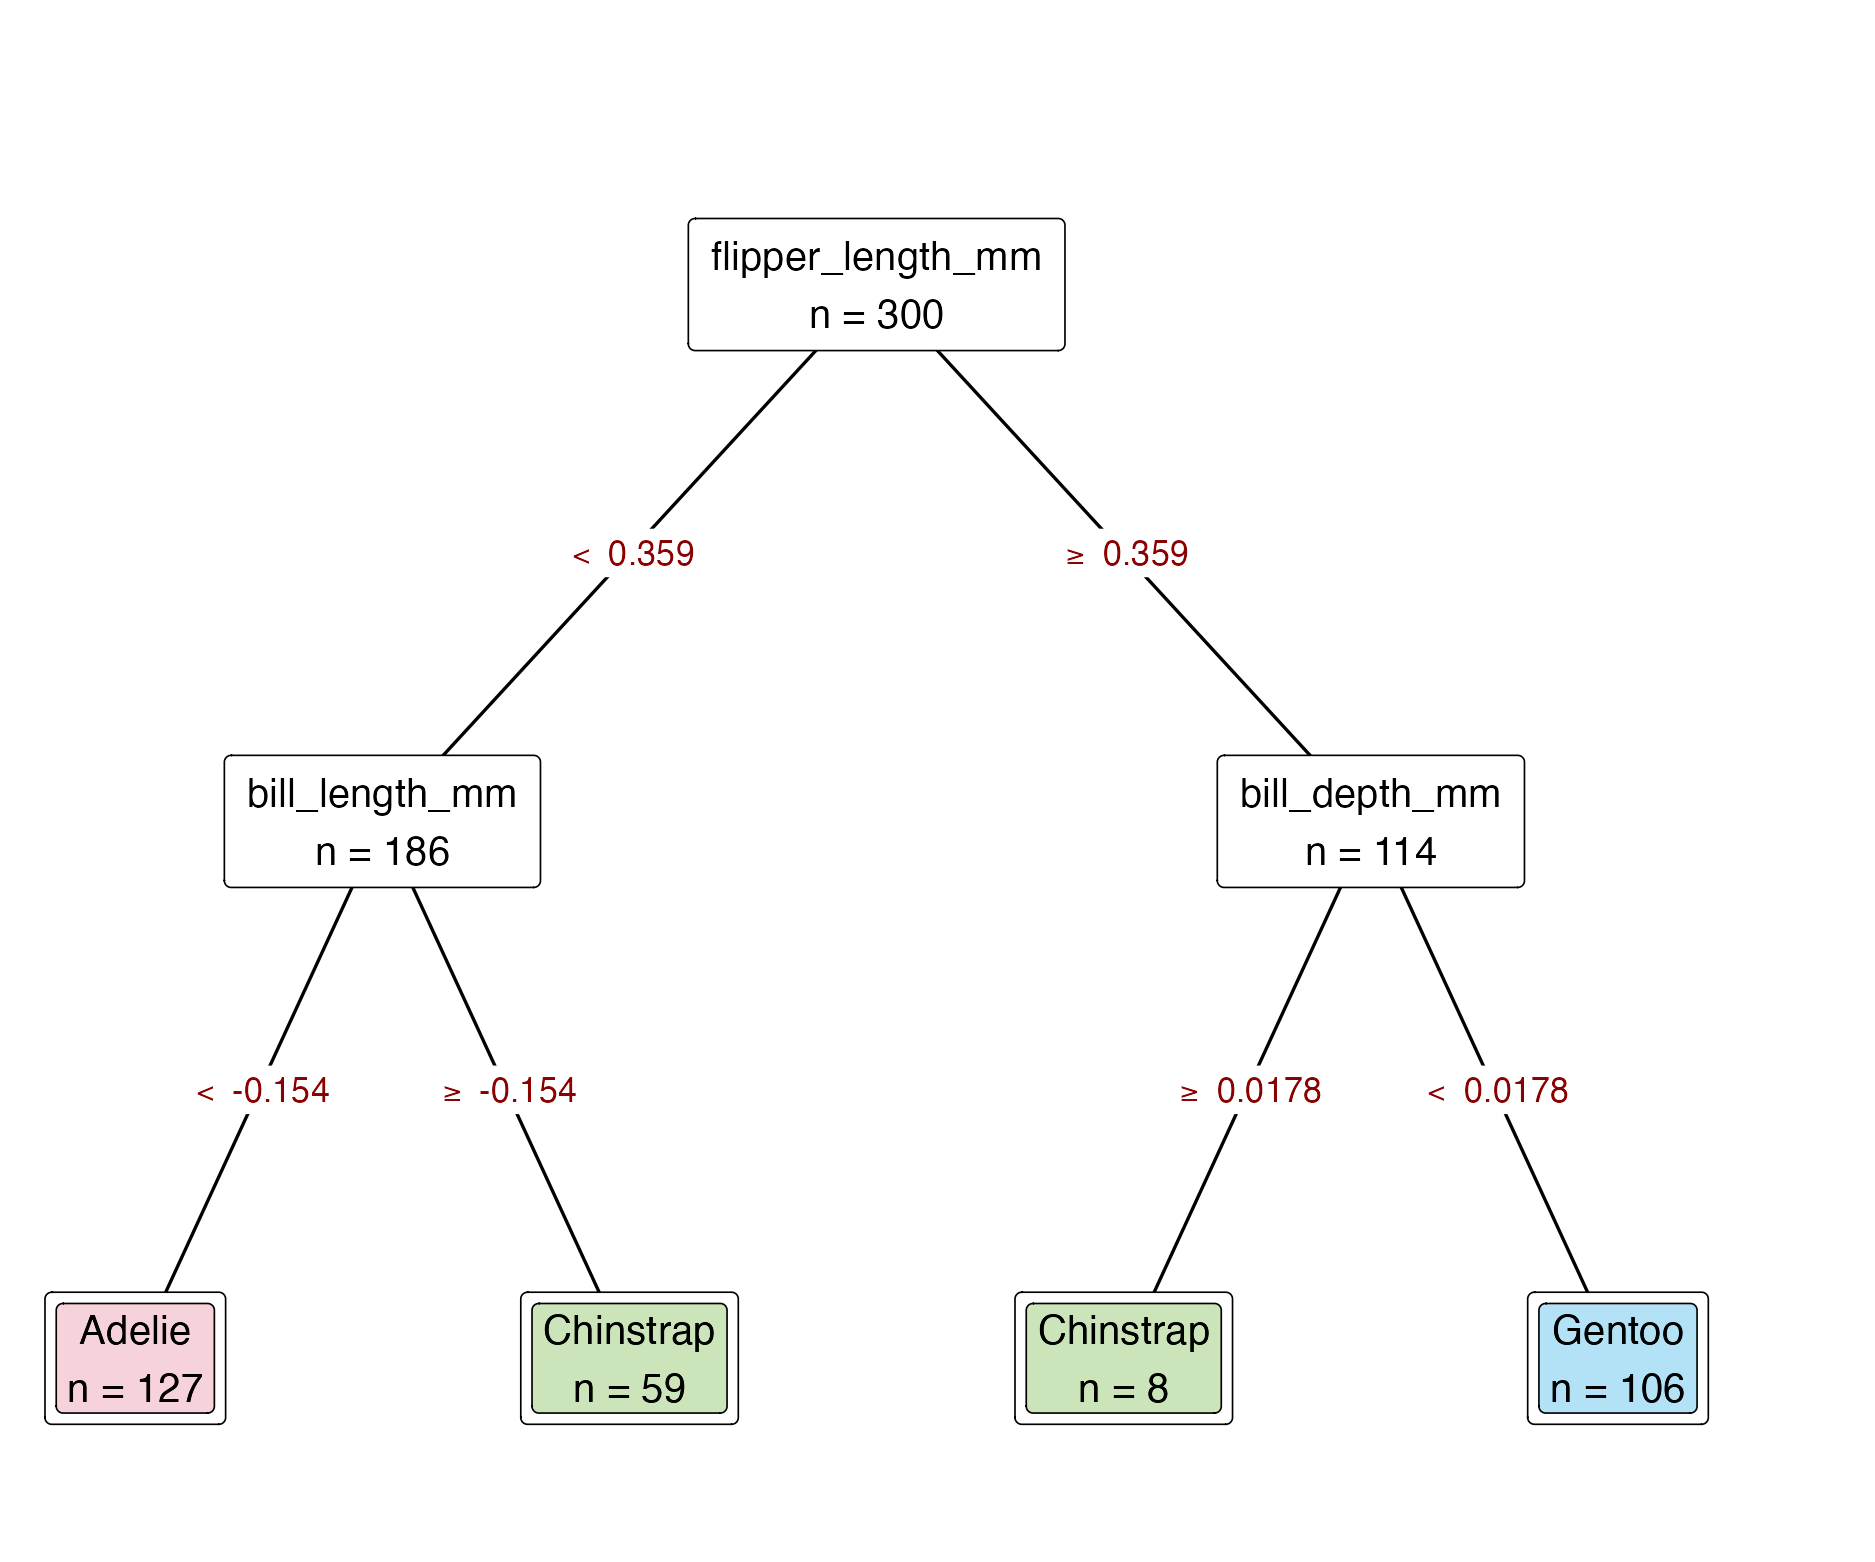 flipper_length_mm
n = 300
< 0.359
≥ 0.359
bill_length_mm
n = 186
bill_depth_mm
n = 114
< -0.154
≥ -0.154
≥ 0.0178
< 0.0178
Adelie
n = 127
Chinstrap
n = 59
Chinstrap
n = 8
Gentoo
n = 106